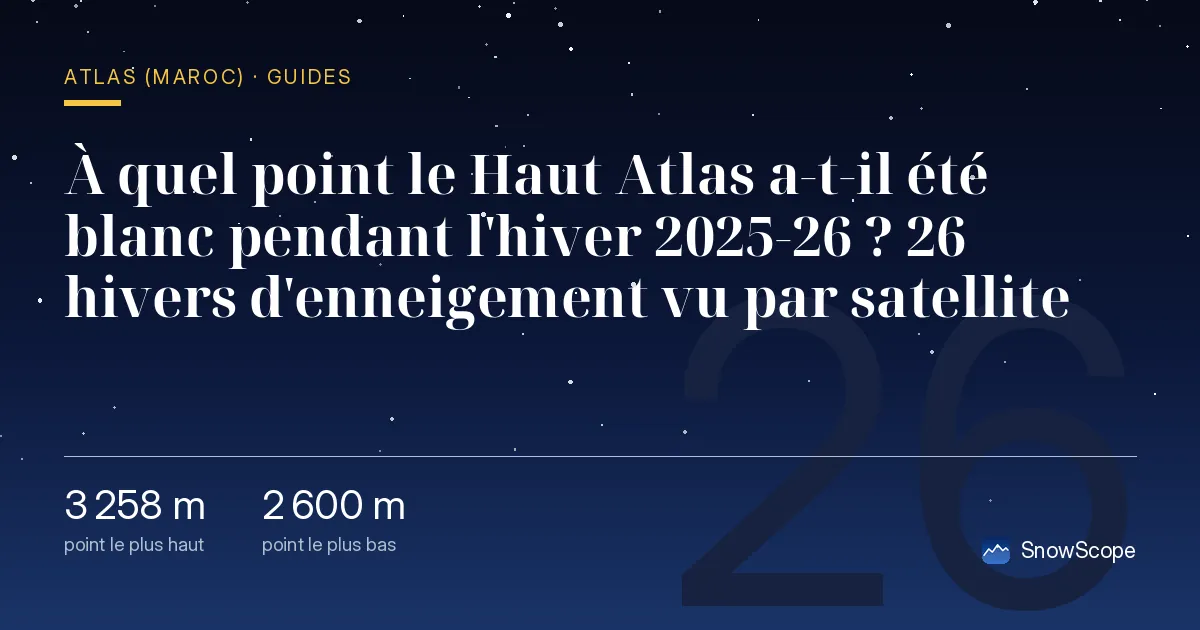 ATLAS (MAROC) · GUIDES
À quel point le Haut Atlas a-t-il été
blanc pendant l'hiver 2025-26 ? 26
hivers d'enneigement vu par satellite
26
3 258 m
point le plus haut
2 600 m
point le plus bas
SnowScope